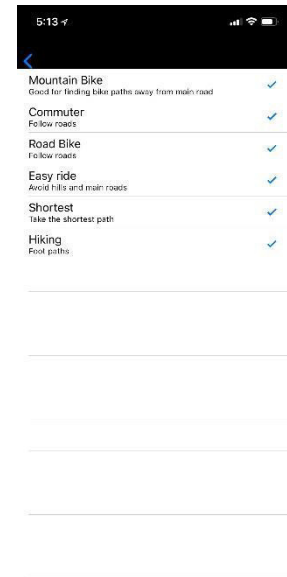 5:13
Mountain Bike
Good for finding bike paths away from main road
Commuter
Follow roads
Road Bike
Follow roads
Easy ride
Avoid hills and main roads
Shortest
Take the shortest path
Hiking
Foot paths